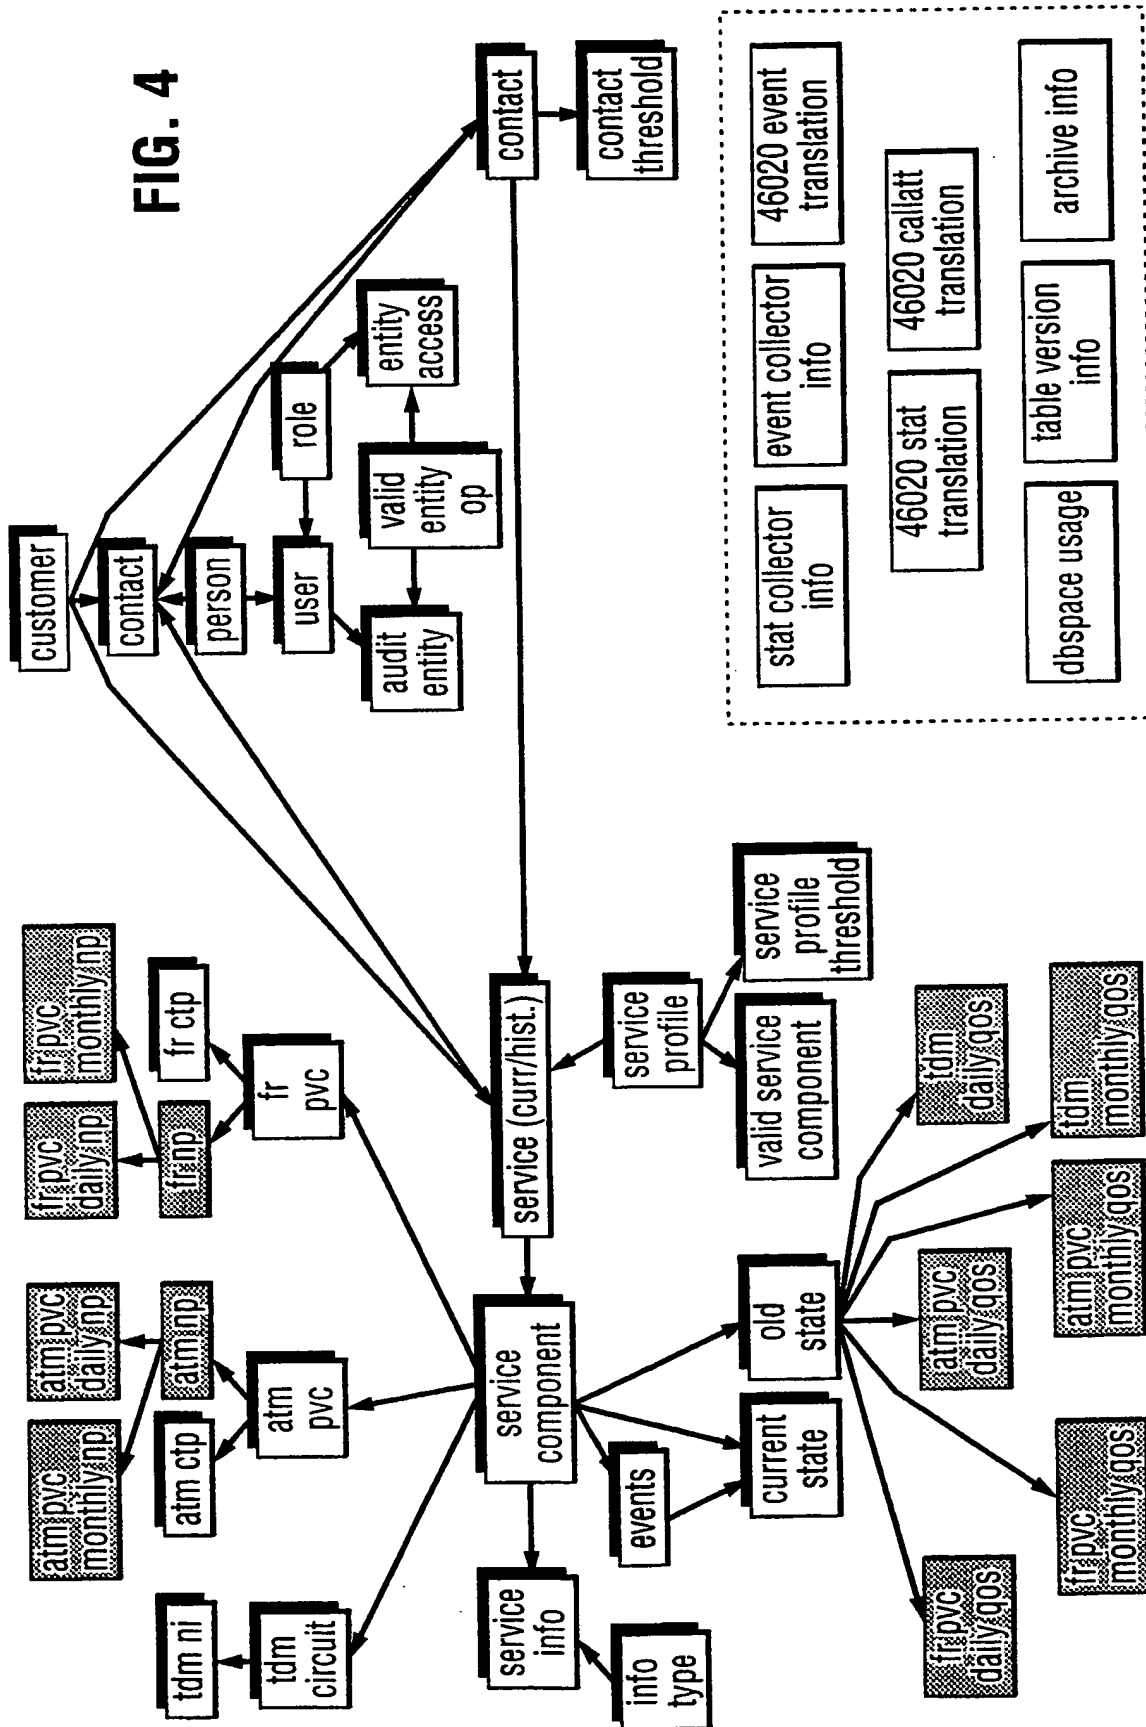 FIG. 4
customer
contact
person
user
role
audit
entity
valid
entity
op
entity
access
contact
contact
threshold
fr pvc
daily np
fr pvc
monthly np
fr np
fr ctp
fr
pvc
atm pvc
monthly np
atm pvc
daily np
atm ctp
atm np
atm
pvc
tdm ni
tdm
circuit
service
info
info
type
service
component
service (curr/hist.)
events
current
state
old
state
service
profile
valid service
component
service
profile
threshold
fr pvc
daily qos
fr pvc
monthly qos
atm pvc
daily qos
atm pvc
monthly qos
tdm
daily qos
tdm
monthly qos
stat collector
info
event collector
info
46020 event
translation
46020 stat
translation
46020 callatt
translation
dbspace usage
table version
info
archive info